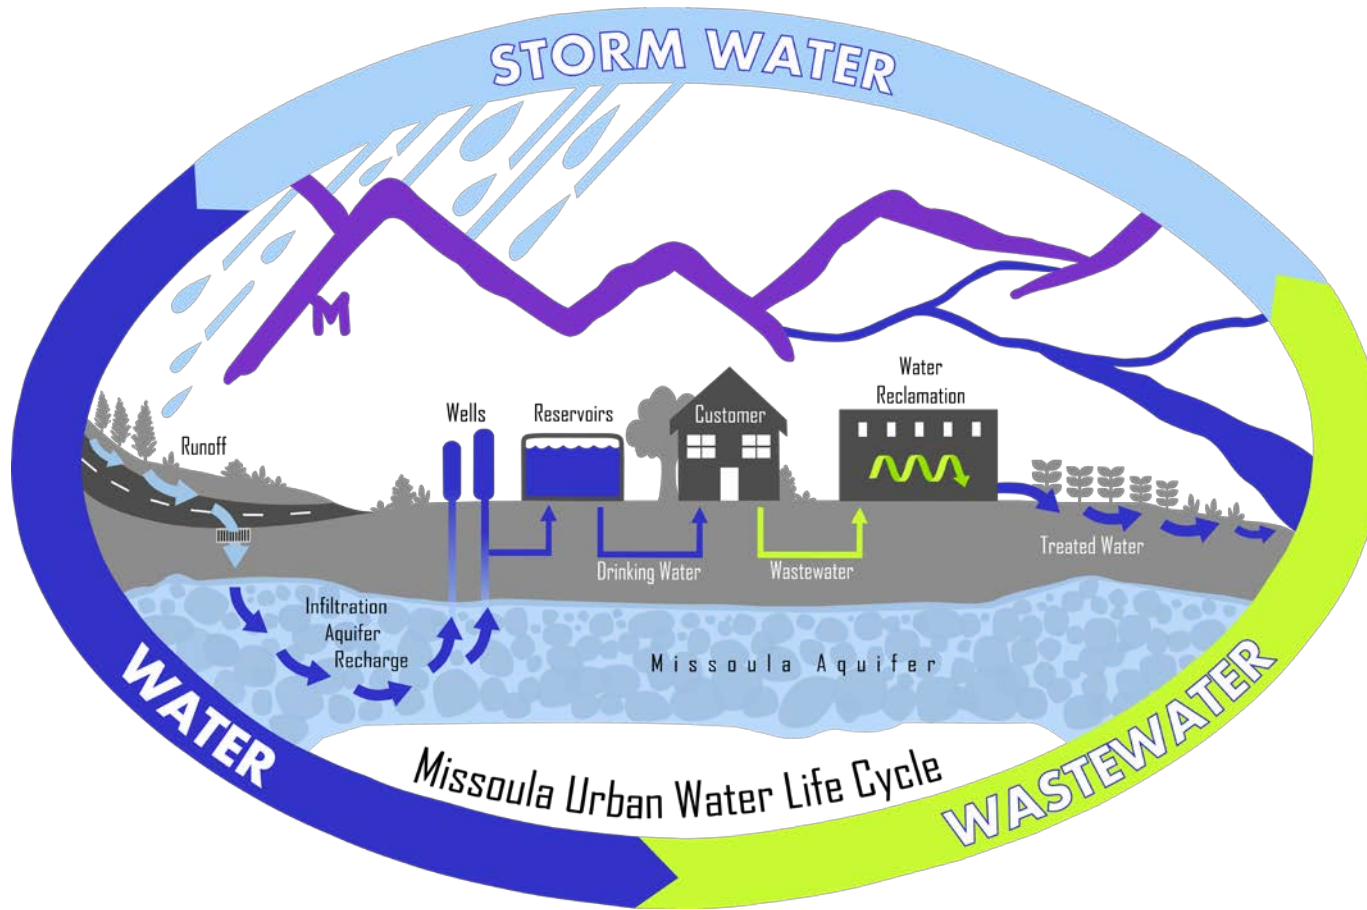 STORM WATER
M
Water
Reclamation
Wells
Reservoirs
Customer
Runoff
Drinking Water
Wastewater
Treated Water
Infiltration
Aquifer
Recharge
Missoula Aquifer
WATER
WASTEWATER
Missoula Urban Water Life Cycle